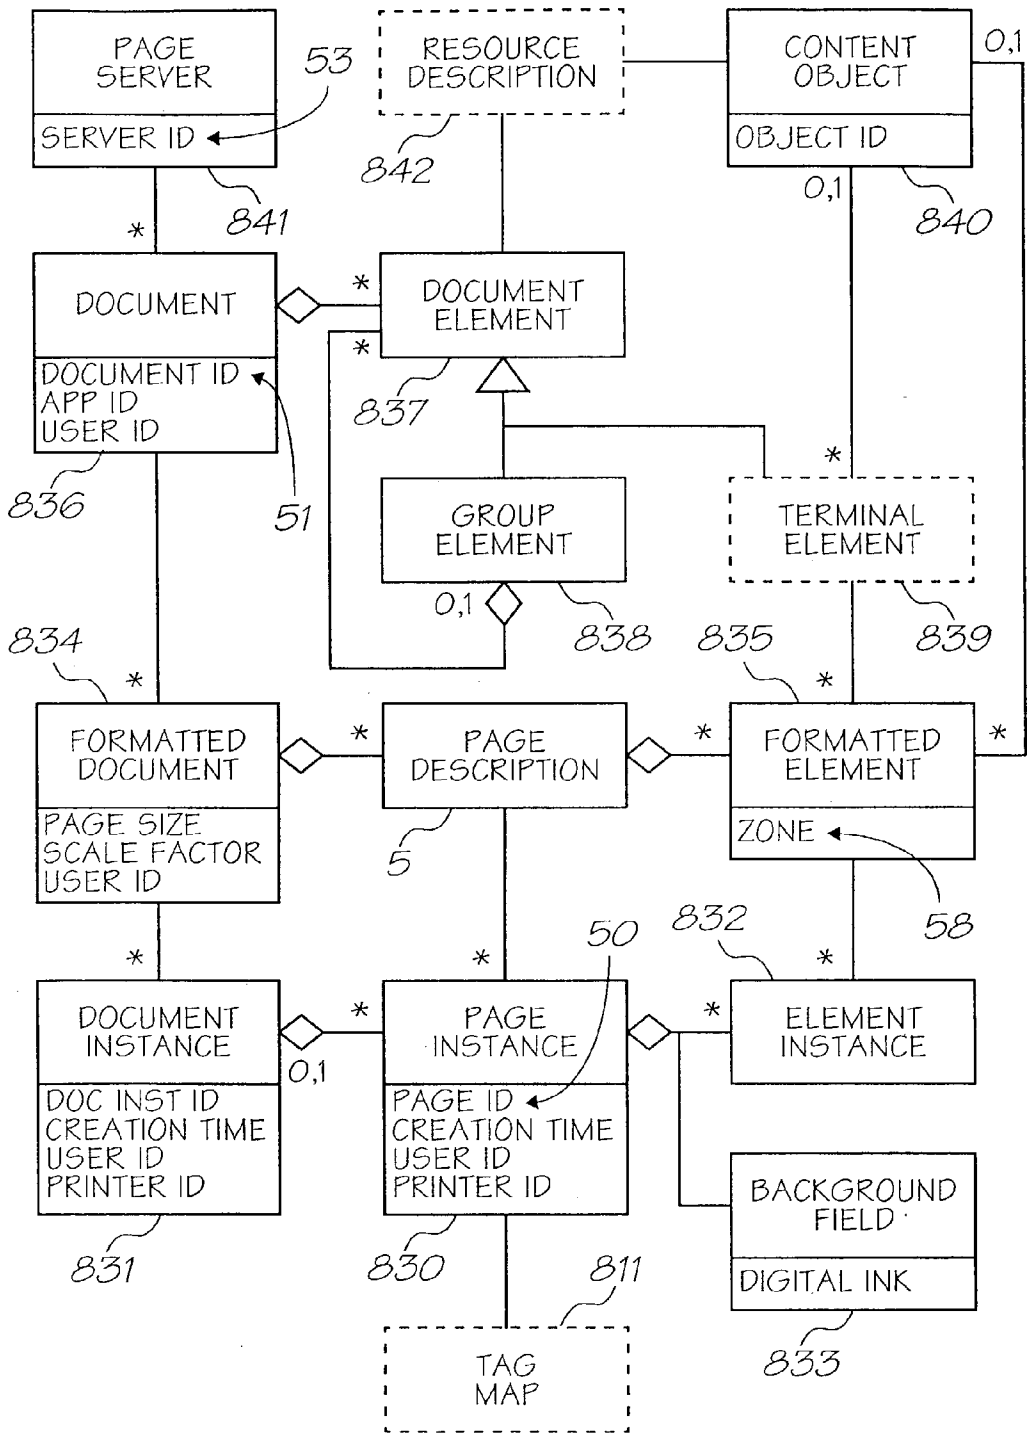 PAGE
SERVER
SERVER ID
53
841
RESOURCE
DESCRIPTION
842
CONTENT
OBJECT
OBJECT ID
0,1
0,1
840
*
DOCUMENT
DOCUMENT ID
APP ID
USER ID
836
51
*
DOCUMENT
ELEMENT
*
837
GROUP
ELEMENT
0,1
838
*
TERMINAL
ELEMENT
839
834
*
FORMATTED
DOCUMENT
PAGE SIZE
SCALE FACTOR
USER ID
*
PAGE
DESCRIPTION
5
*
835
*
FORMATTED
ELEMENT
*
ZONE
58
*
DOCUMENT
INSTANCE
0,1
DOC INST ID
CREATION TIME
USER ID
PRINTER ID
831
*
*
50
PAGE
INSTANCE
PAGE ID
CREATION TIME
USER ID
PRINTER ID
830
*
832
*
ELEMENT
INSTANCE
BACKGROUND
FIELD
DIGITAL INK
833
811
TAG
MAP